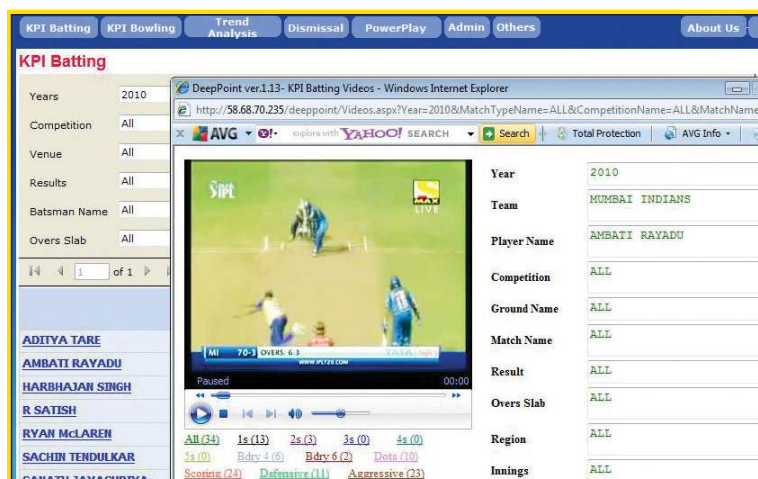 KPI Batting KPI Bowling Trend Analysis Dismissal PowerPlay Admin Others About Us
KPI Batting
DeepPoint ver.1.13- KPI Batting Videos - Windows Internet Explorer
http://58.68.70.235/deeppoint/Videos.aspx?Year=2010&MatchTypeName=ALL&CompetitionName=ALL&MatchName
AVG explore with YAHOO! SEARCH Search Total Protection AVG Info
Years 2010
Competition All
Venue All
Results All
Batsman Name All
Overs Slab All
1 of 1
ADITYA TARE
AMBATI RAYADU
HARBHAJAN SINGH
R SATISH
RYAN McLAREN
SACHIN TENDULKAR
SANATH JAYASURIYA
MAX
LIVE
MI 70-3 OVERS 6.3
WWW.IPLT20.COM
Paused 00:00
All (34) 1s (13) 2s (3) 3s (0) 4s (0)
5s (0) Bdry 4 (6) Bdry 6 (2) Dots (10)
Scoring (24) Defensive (11) Aggressive (23)
Year 2010
Team MUMBAI INDIANS
Player Name AMBATI RAYADU
Competition ALL
Ground Name ALL
Match Name ALL
Result ALL
Overs Slab ALL
Region ALL
Innings ALL